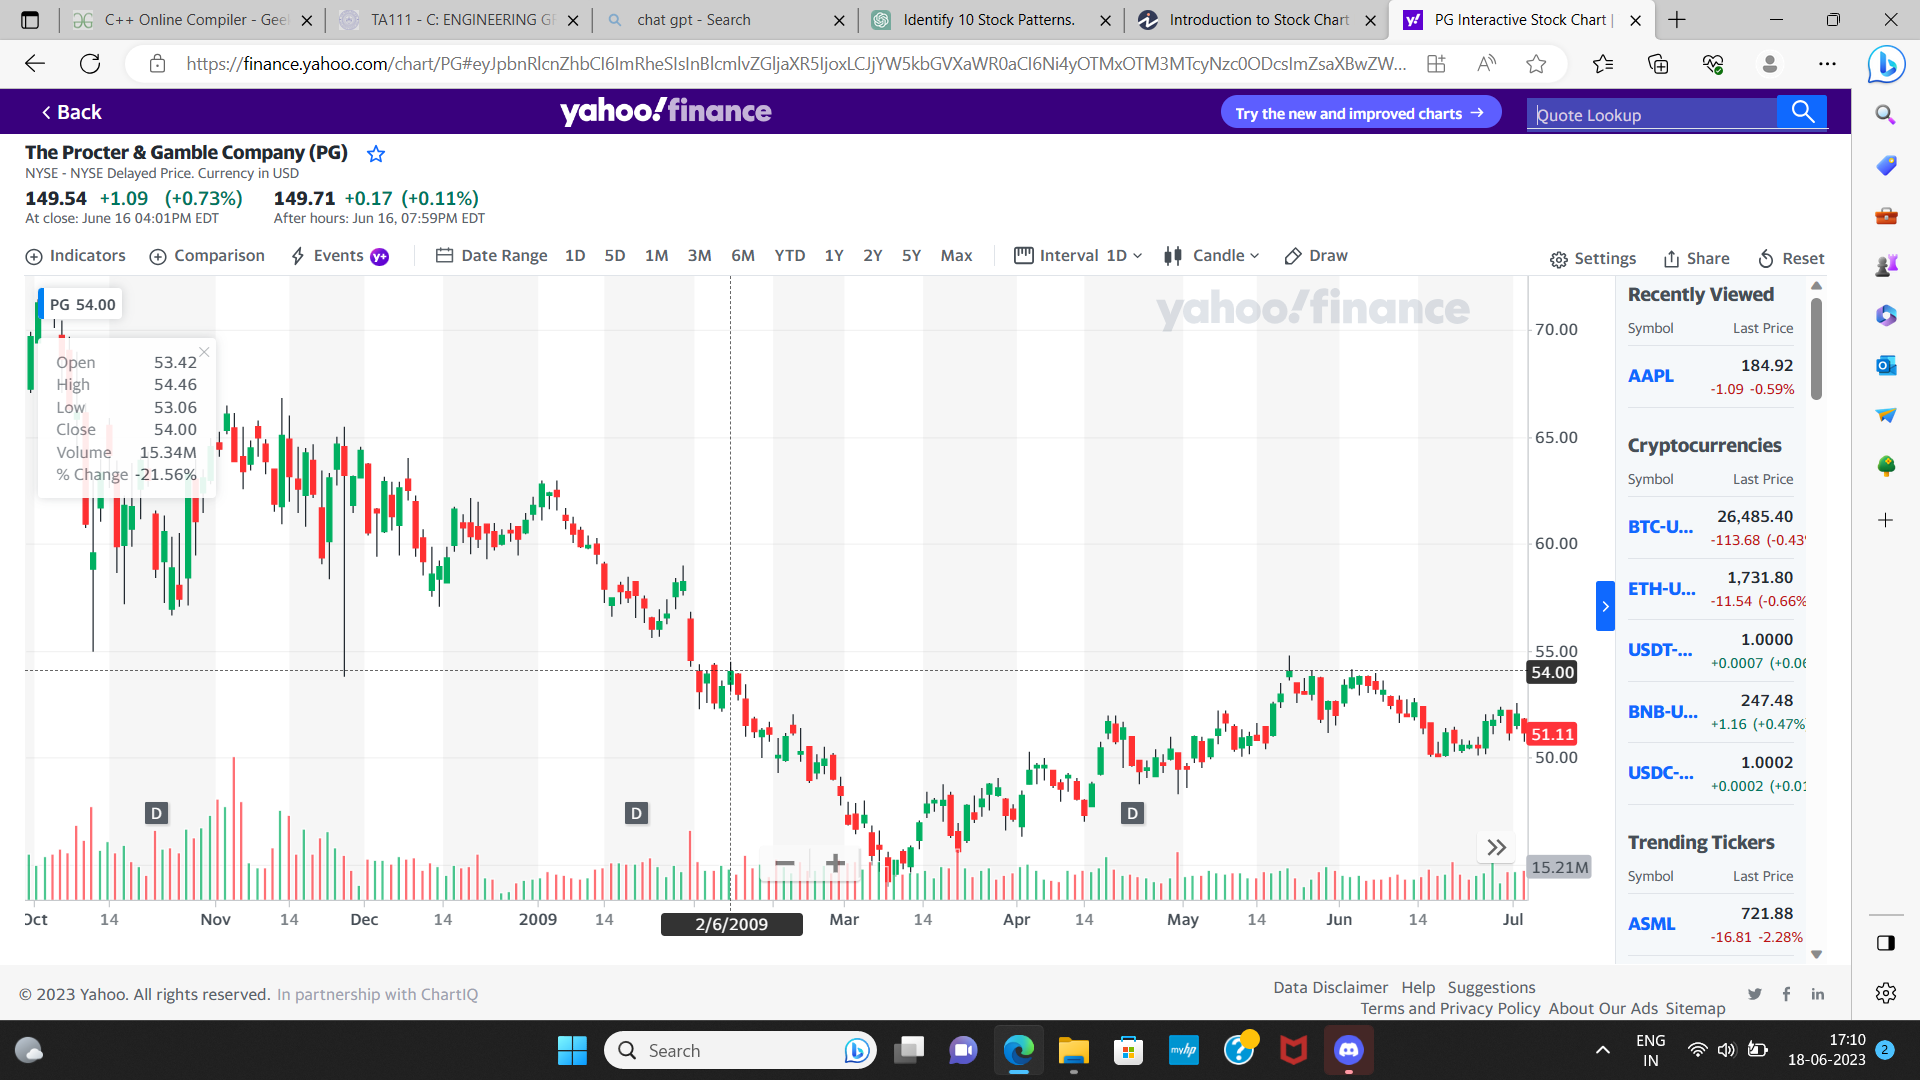 C++ Online Compiler - Gee
TA111 - C: ENGINEERING GR
chat gpt - Search
Identify 10 Stock Patterns.
Introduction to Stock Chart
PG Interactive Stock Chart |
Back
yahoo!finance
Try the new and improved charts →
Quote Lookup
The Procter & Gamble Company (PG)
NYSE - NYSE Delayed Price. Currency in USD
149.54 +1.09 (+0.73%) 149.71 +0.17 (+0.11%)
At close: June 16 04:01PM EDT After hours: Jun 16, 07:59PM EDT
Indicators Comparison Events y+ Date Range 1D 5D 1M 3M 6M YTD 1Y 2Y 5Y Max Interval 1D Candle Draw Settings Share Reset
PG 54.00
Open 53.42
High 54.46
Low 53.06
Close 54.00
Volume 15.34M
% Change -21.56%
yahoo!finance
70.00
65.00
60.00
55.00
54.00
51.11
50.00
15.21M
D D D
Oct 14 Nov 14 Dec 14 2009 14 2/6/2009 Mar 14 Apr 14 May 14 Jun 14 Jul
Recently Viewed
Symbol Last Price
AAPL 184.92
-1.09 -0.59%
Cryptocurrencies
Symbol Last Price
BTC-U... 26,485.40
-113.68 (-0.43%
ETH-U... 1,731.80
-11.54 (-0.66%
USDT-... 1.0000
+0.0007 (+0.06
BNB-U... 247.48
+1.16 (+0.47%
USDC-... 1.0002
+0.0002 (+0.01
Trending Tickers
Symbol Last Price
ASML 721.88
-16.81 -2.28%
© 2023 Yahoo. All rights reserved. In partnership with ChartIQ
Data Disclaimer Help Suggestions
Terms and Privacy Policy About Our Ads Sitemap
Search
myhp
ENG
IN
17:10
18-06-2023
2